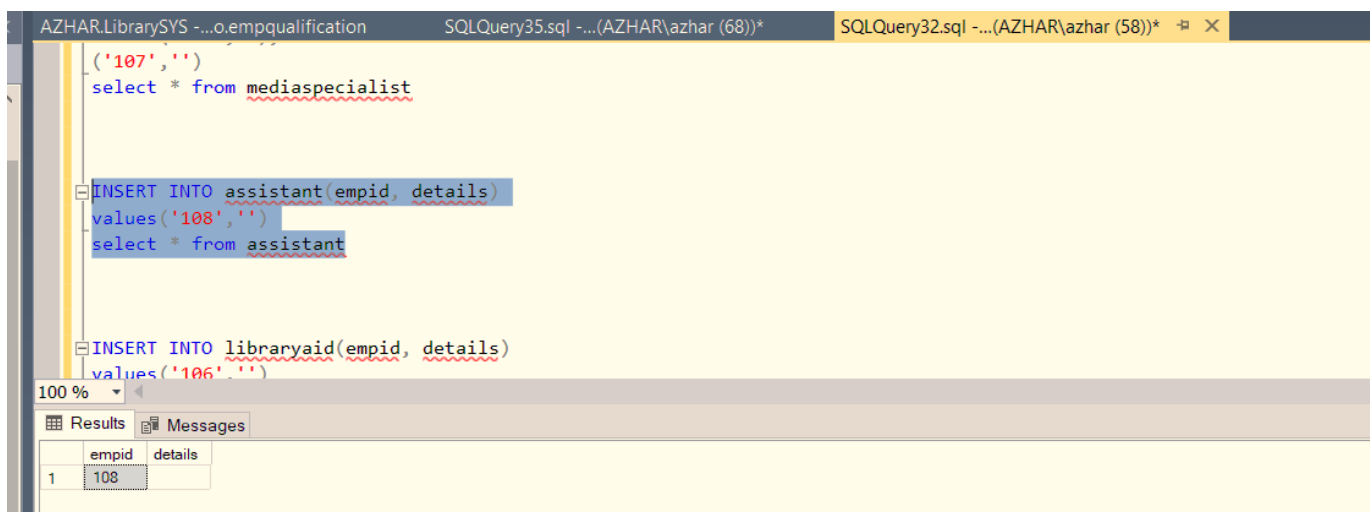 AZHAR.LibrarySYS -...o.empqualification SQLQuery35.sql -...(AZHAR\azhar (68))* SQLQuery32.sql -...(AZHAR\azhar (58))*
('107','')
select * from mediaspecialist
INSERT INTO assistant(empid, details)
values('108','')
select * from assistant
INSERT INTO libraryaid(empid, details)
values('106','')
100 %
Results Messages
empid details
1 108